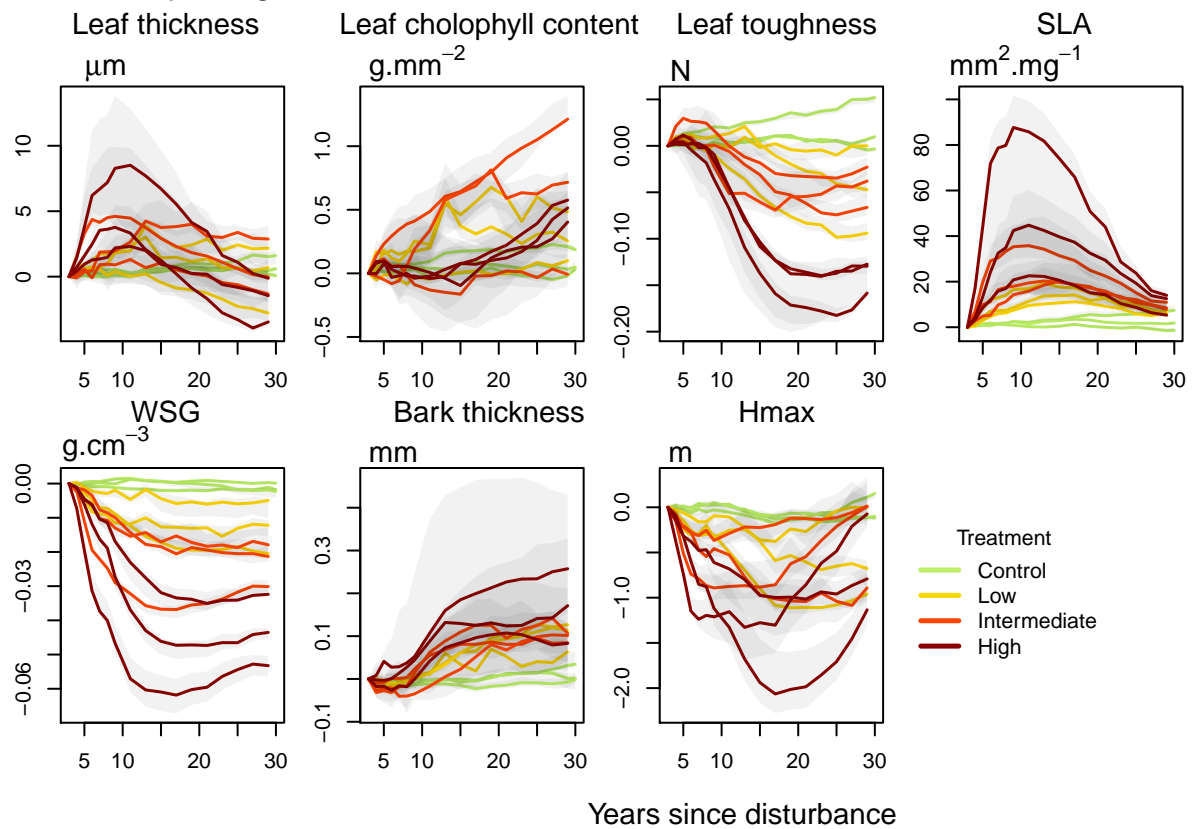 Leaf thickness
Leaf cholophyll content
Leaf toughness
SLA
μm
g.mm−2
N
mm2.mg−1
0 5 10
−0.5 0.0 0.5 1.0
−0.20 −0.10 0.00
0 20 40 60 80
5 10 20 30
5 10 20 30
5 10 20 30
5 10 20 30
WSG
Bark thickness
Hmax
g.cm−3
mm
m
−0.06 −0.03 0.00
−0.1 0.1 0.3
−2.0 −1.0 0.0
5 10 20 30
5 10 20 30
5 10 20 30
Treatment
Control
Low
Intermediate
High
Years since disturbance